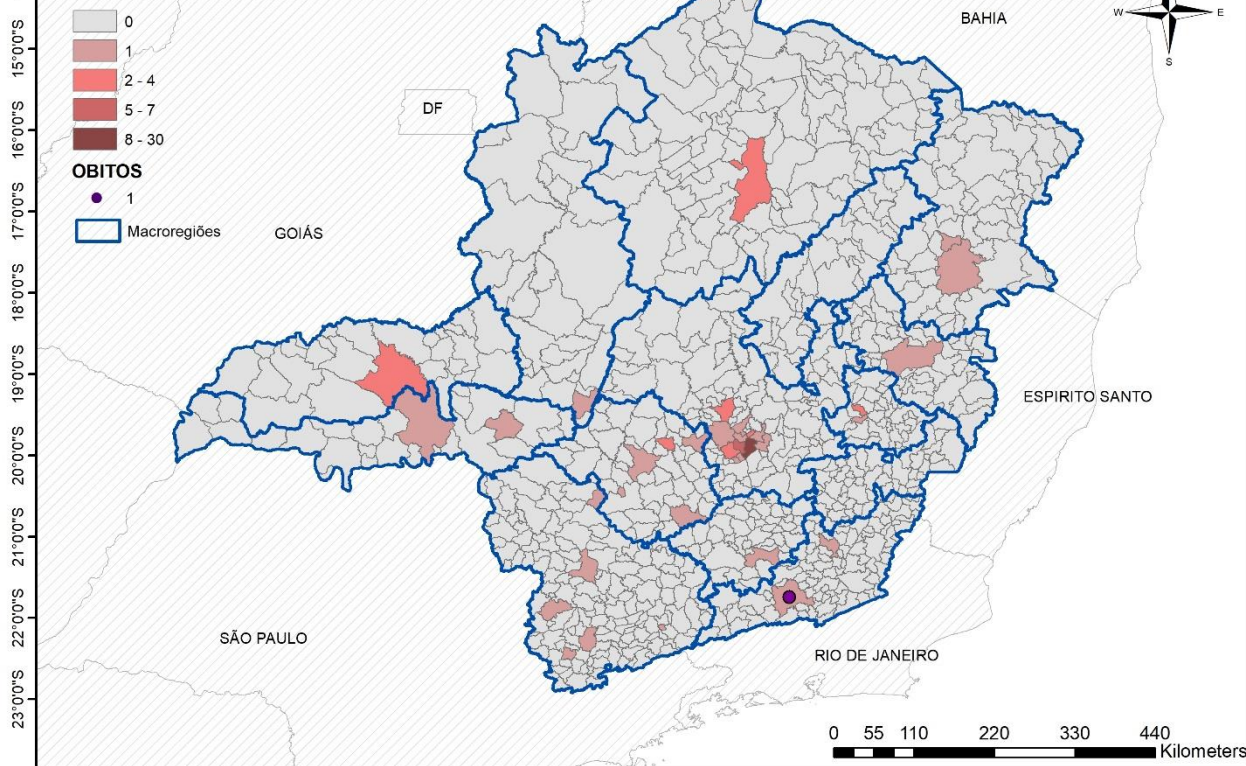 0
1
2 - 4
5 - 7
8 - 30
OBITOS
1
Macroregiões
BAHIA
W E
S
DF
GOIÁS
ESPIRITO SANTO
SÃO PAULO
RIO DE JANEIRO
15°0'0"S
16°0'0"S
17°0'0"S
18°0'0"S
19°0'0"S
20°0'0"S
21°0'0"S
22°0'0"S
23°0'0"S
0 55 110 220 330 440
Kilometers